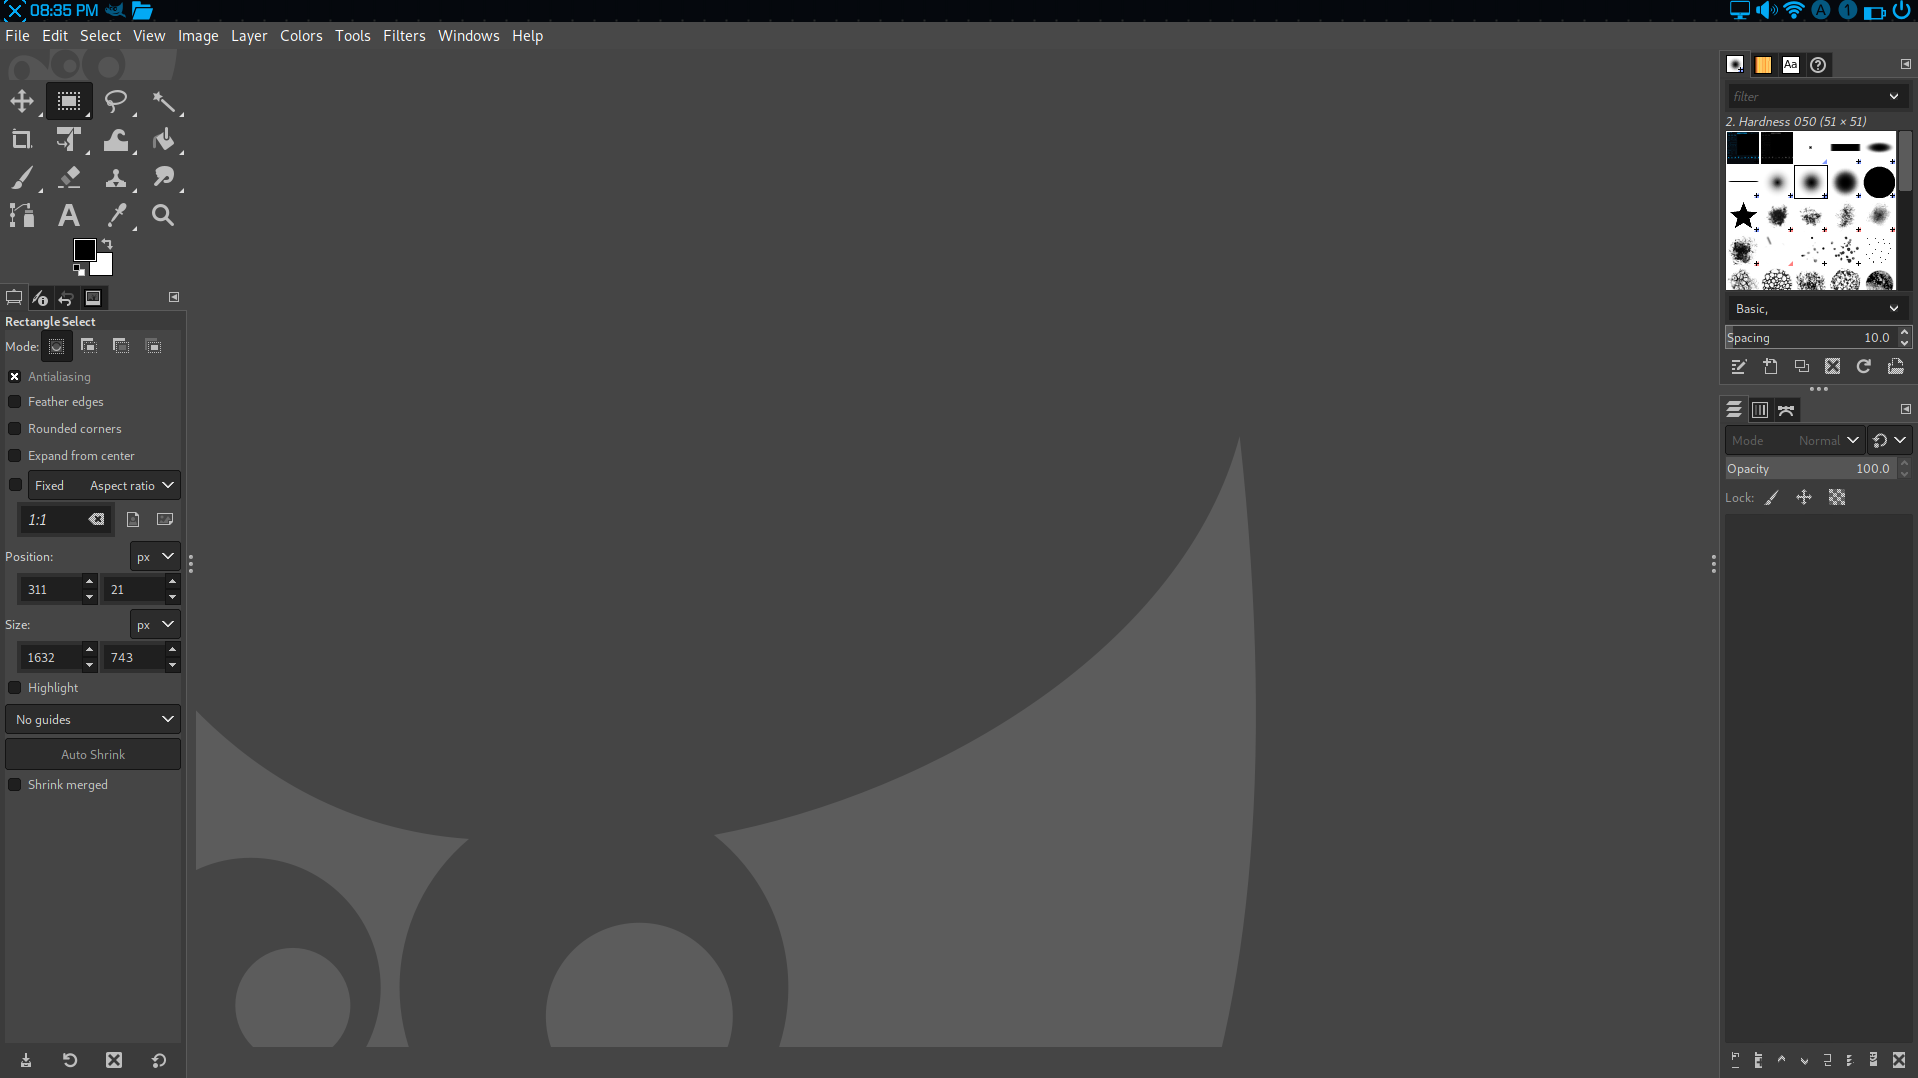 08:35 PM
A 1
File Edit Select View Image Layer Colors Tools Filters Windows Help
Aa
filter
2. Hardness 050 (51 × 51)
Basic,
Spacing 10.0
Mode Normal
Opacity 100.0
Lock:
A
Rectangle Select
Mode:
Antialiasing
Feather edges
Rounded corners
Expand from center
Fixed Aspect ratio
1:1
Position: px
311 21
Size: px
1632 743
Highlight
No guides
Auto Shrink
Shrink merged